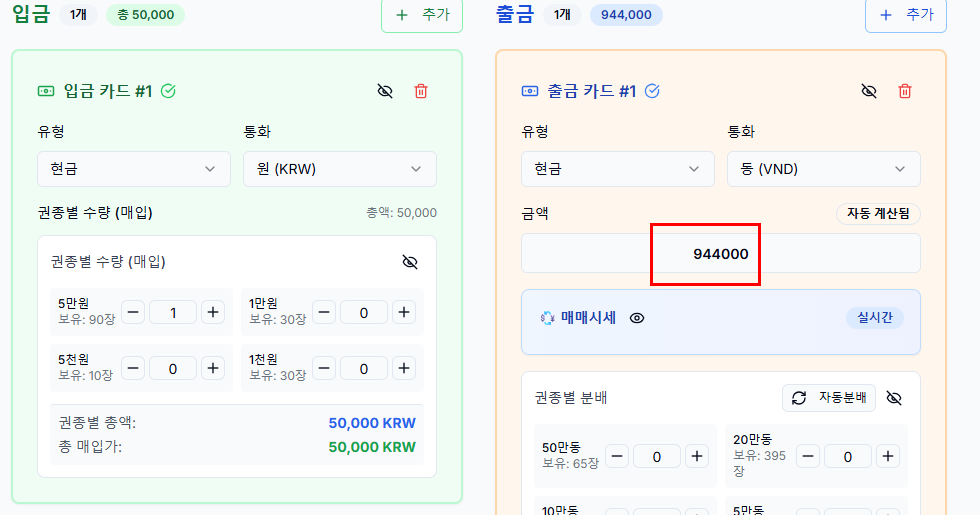 입금 1개 총 50,000 + 추가
입금 카드 #1
유형 통화
현금 원 (KRW)
권종별 수량 (매입) 총액: 50,000
권종별 수량 (매입)
5만원
보유: 90장 − 1 +
1만원
보유: 30장 − 0 +
5천원
보유: 10장 − 0 +
1천원
보유: 30장 − 0 +
권종별 총액: 50,000 KRW
총 매입가: 50,000 KRW
출금 1개 944,000 + 추가
출금 카드 #1
유형 통화
현금 동 (VND)
금액 자동 계산됨
944000
매매시세 실시간
권종별 분배 자동분배
50만동
보유: 65장 − 0 +
20만동
보유: 395
장 − 0 +
10만동 5만동